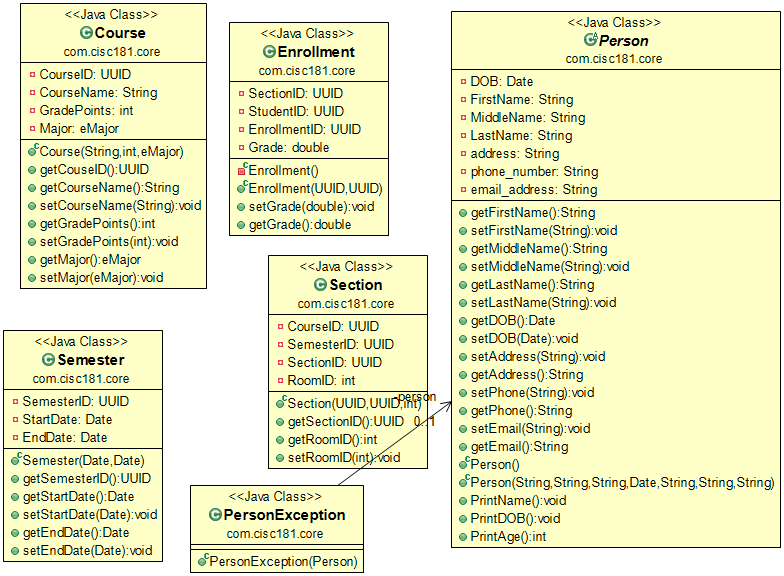 <<Java Class>>
Course
com.cisc181.core
CourseID: UUID
CourseName: String
GradePoints: int
Major: eMajor
Course(String,int,eMajor)
getCouseID():UUID
getCourseName():String
setCourseName(String):void
getGradePoints():int
setGradePoints(int):void
getMajor():eMajor
setMajor(eMajor):void
<<Java Class>>
Enrollment
com.cisc181.core
SectionID: UUID
StudentID: UUID
EnrollmentID: UUID
Grade: double
Enrollment()
Enrollment(UUID,UUID)
setGrade(double):void
getGrade():double
<<Java Class>>
Person
com.cisc181.core
DOB: Date
FirstName: String
MiddleName: String
LastName: String
address: String
phone_number: String
email_address: String
getFirstName():String
setFirstName(String):void
getMiddleName():String
setMiddleName(String):void
getLastName():String
setLastName(String):void
getDOB():Date
setDOB(Date):void
setAddress(String):void
getAddress():String
setPhone(String):void
getPhone():String
setEmail(String):void
getEmail():String
Person()
Person(String,String,String,Date,String,String,String)
PrintName():void
PrintDOB():void
PrintAge():int
<<Java Class>>
Section
com.cisc181.core
CourseID: UUID
SemesterID: UUID
SectionID: UUID
RoomID: int
Section(UUID,UUID,int)
getSectionID():UUID
getRoomID():int
setRoomID(int):void
-person
0..1
<<Java Class>>
Semester
com.cisc181.core
SemesterID: UUID
StartDate: Date
EndDate: Date
Semester(Date,Date)
getSemesterID():UUID
getStartDate():Date
setStartDate(Date):void
getEndDate():Date
setEndDate(Date):void
<<Java Class>>
PersonException
com.cisc181.core
PersonException(Person)